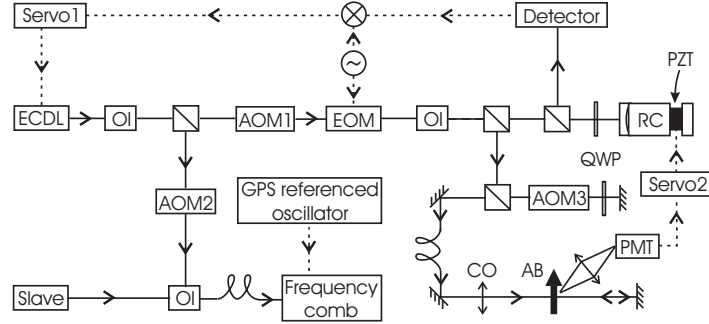 Servo1
Detector
PZT
ECDL
OI
AOM1
EOM
OI
RC
QWP
AOM2
GPS referenced
oscillator
AOM3
Servo2
PMT
CO
AB
Slave
OI
Frequency
comb